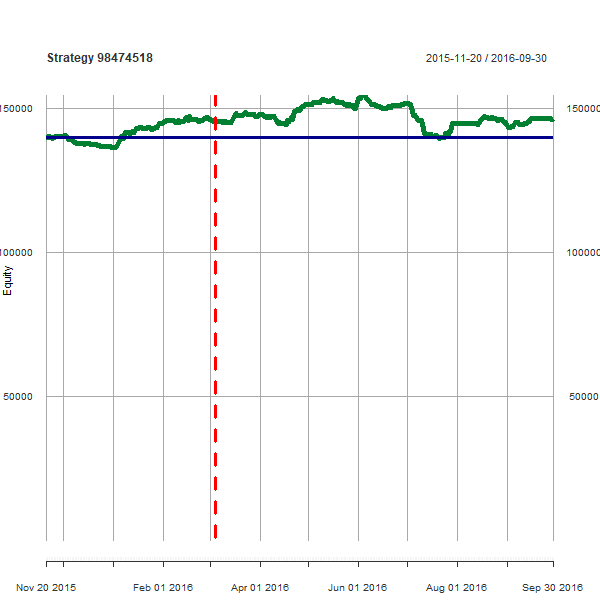 Strategy 98474518
2015-11-20 / 2016-09-30
150000
150000
100000
100000
Equity
50000
50000
Nov 20 2015
Feb 01 2016
Apr 01 2016
Jun 01 2016
Aug 01 2016
Sep 30 2016